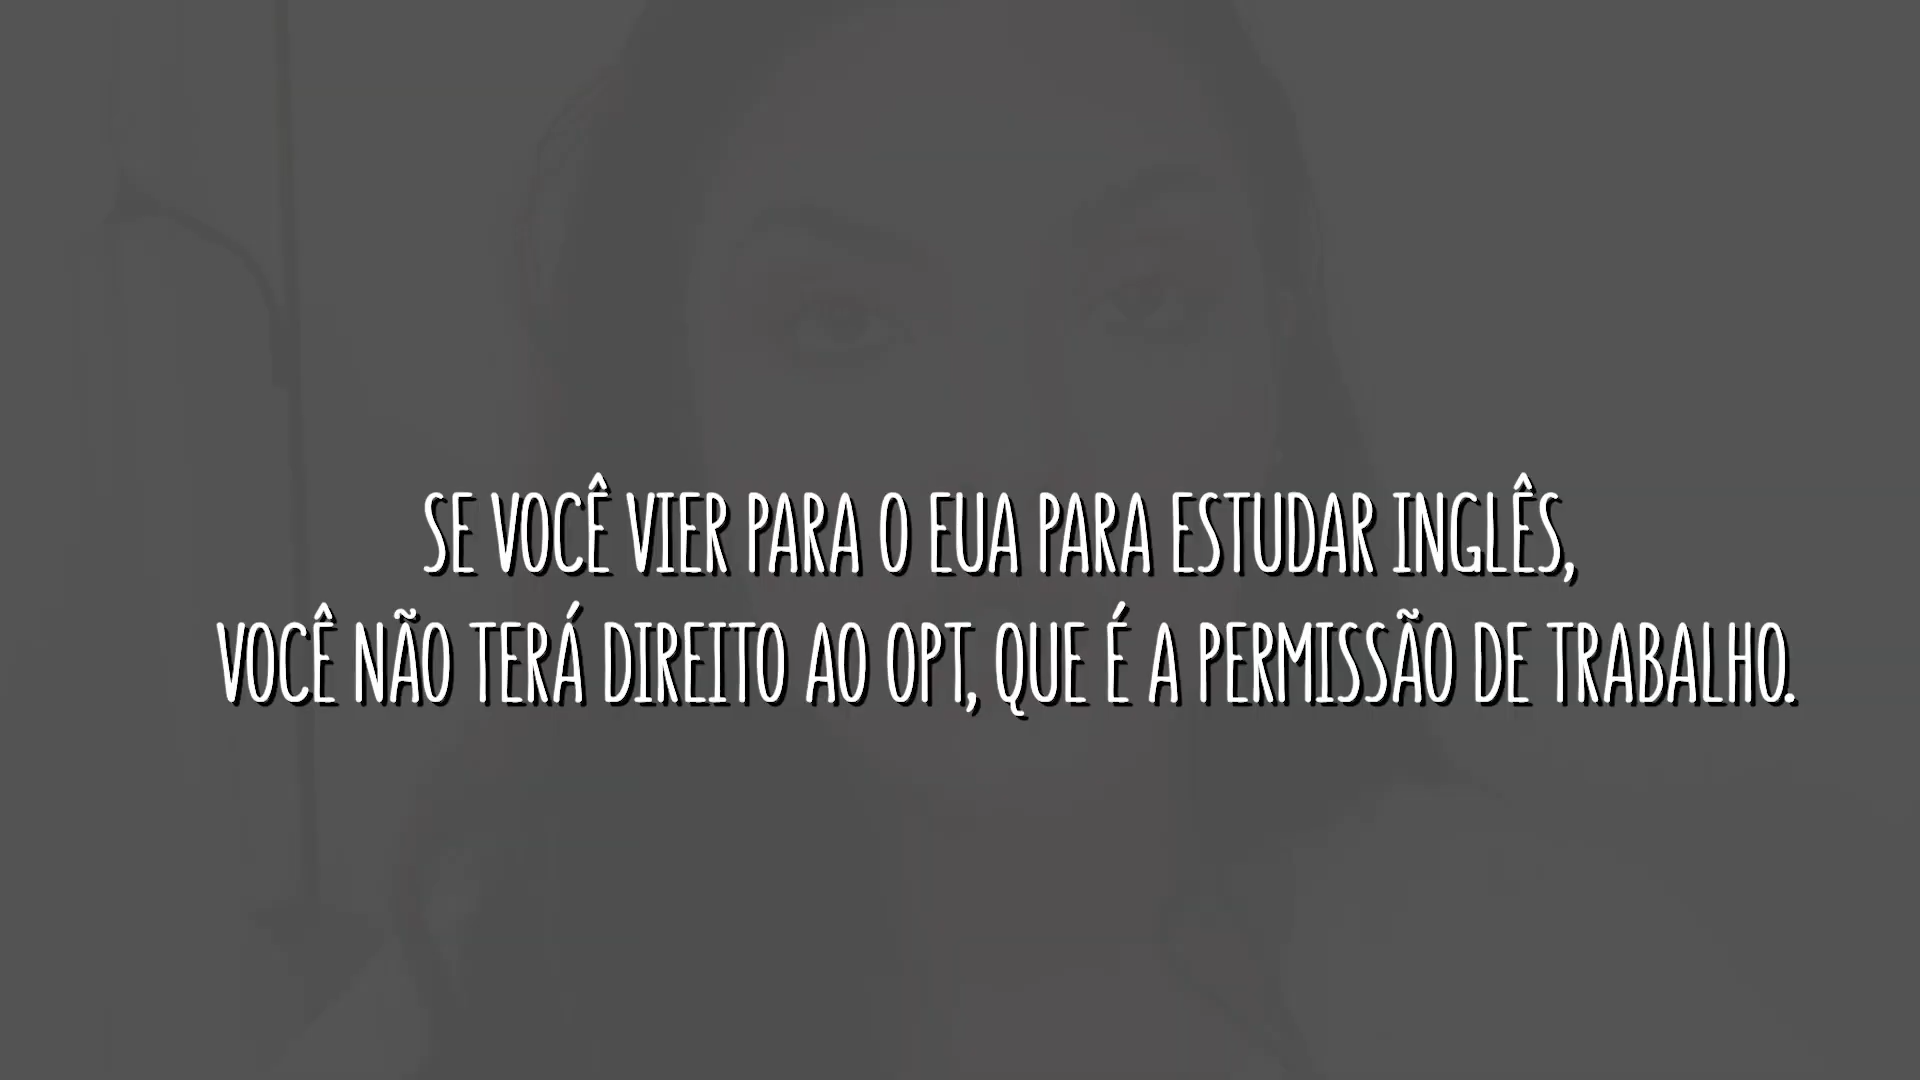 SE VOCÊ VIER PARA O EUA PARA ESTUDAR INGLÊS,
VOCÊ NÃO TERÁ DIREITO AO OPT, QUE É A PERMISSÃO DE TRABALHO.